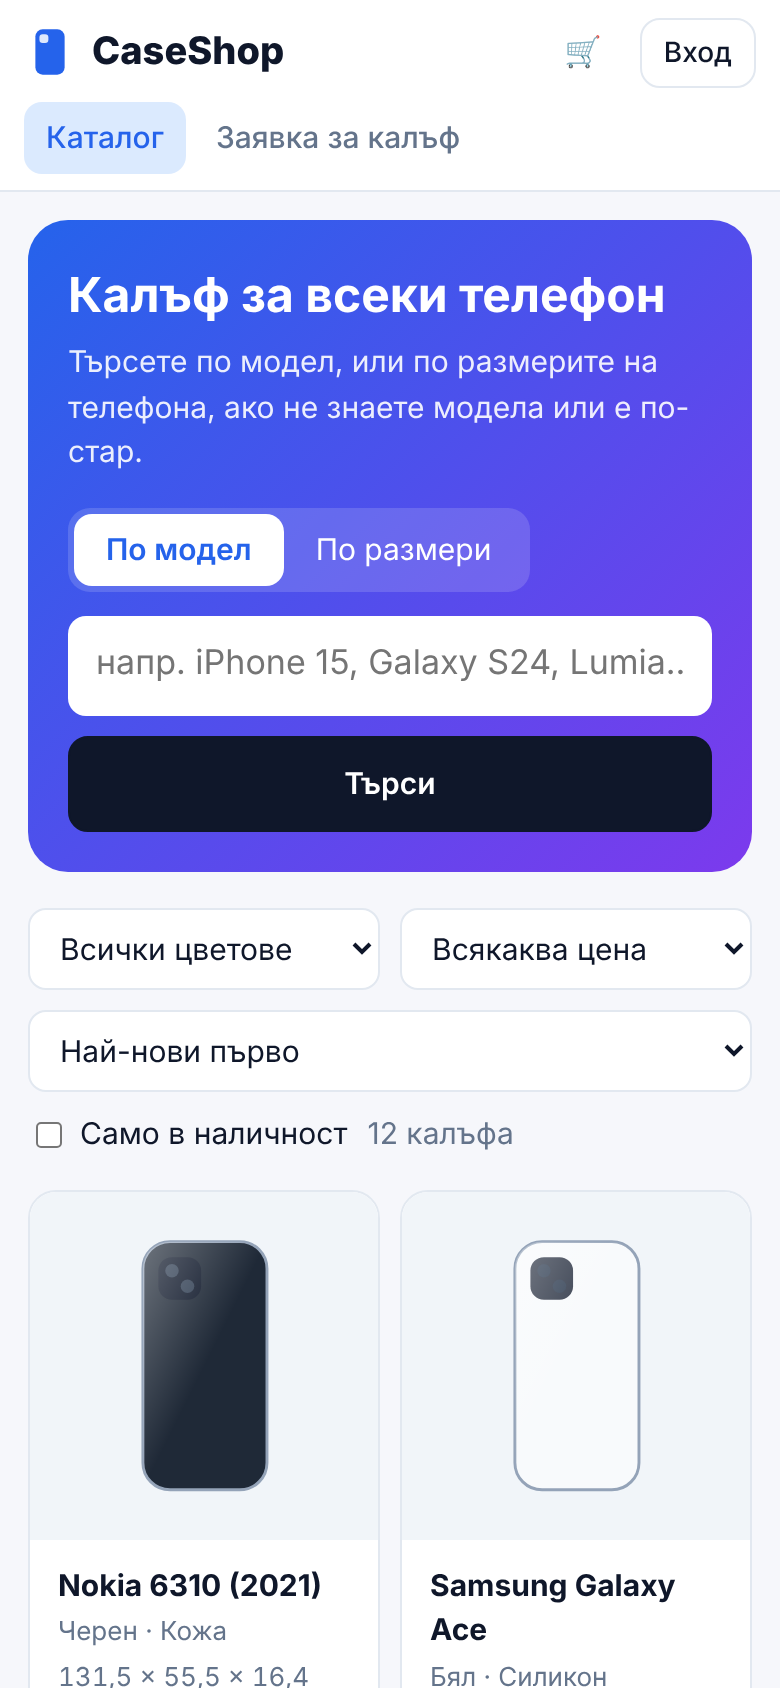 CaseShop
Вход
Каталог
Заявка за калъф
Калъф за всеки телефон
Търсете по модел, или по размерите на
телефона, ако не знаете модела или е по-
стар.
По модел
По размери
напр. iPhone 15, Galaxy S24, Lumia..
Търси
Всички цветове
Всякаква цена
Най-нови първо
Само в наличност
12 калъфа
Nokia 6310 (2021)
Черен · Кожа
131,5 × 55,5 × 16,4
Samsung Galaxy
Ace
Бял · Силикон